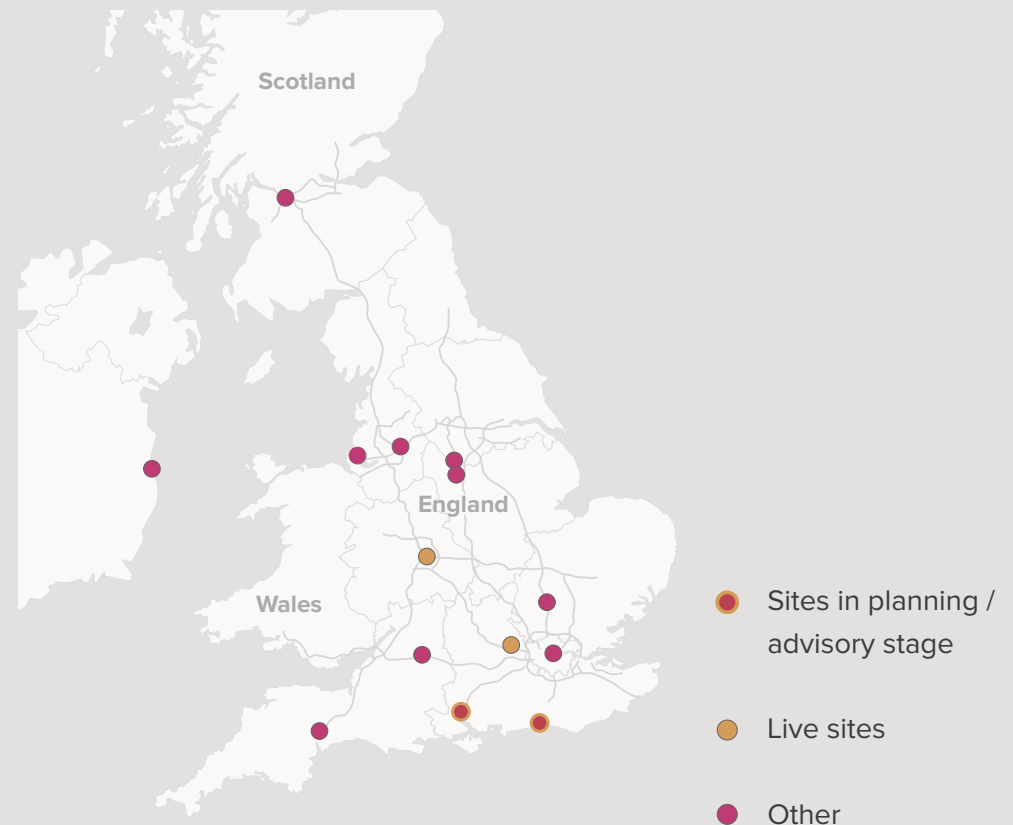 Scotland
England
Wales
Sites in planning /
advisory stage
Live sites
Other